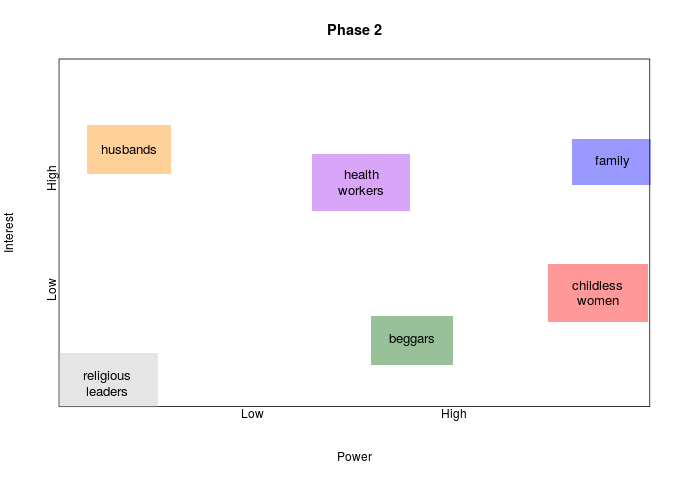 Phase 2
husbands
health
workers
family
childless
women
beggars
religious
leaders
High
Low
Interest
Low
High
Power